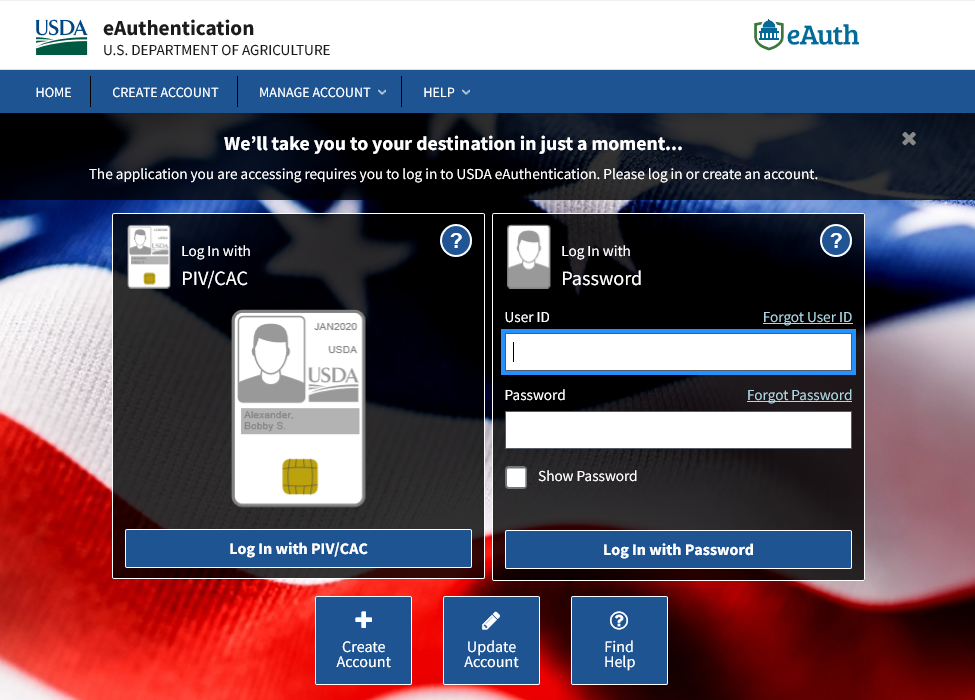 USDA
eAuthentication
U.S. DEPARTMENT OF AGRICULTURE
eAuth
HOME
CREATE ACCOUNT
MANAGE ACCOUNT
HELP
We’ll take you to your destination in just a moment...
The application you are accessing requires you to log in to USDA eAuthentication. Please log in or create an account.
USDA
Log In with
PIV/CAC
?
JAN2020
USDA
USDA
Alexander,
Bobby S.
Log In with PIV/CAC
Log In with
Password
?
User ID
Forgot User ID
Password
Forgot Password
Show Password
Log In with Password
Create
Account
Update
Account
?
Find
Help